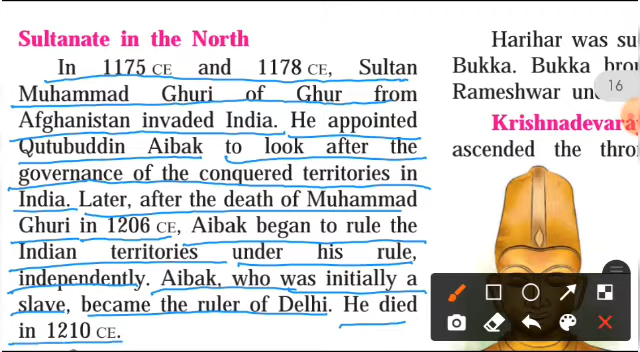 Sultanate in the North
In 1175 CE and 1178 CE, Sultan
Muhammad Ghuri of Ghur from
Afghanistan invaded India. He appointed
Qutubuddin Aibak to look after the
governance of the conquered territories in
India. Later, after the death of Muhammad
Ghuri in 1206 CE, Aibak began to rule the
Indian territories under his rule,
independently. Aibak, who was initially a
slave, became the ruler of Delhi. He died
in 1210 CE.
Harihar was su
Bukka. Bukka bro
Rameshwar un
16
Krishnadevara
ascended the thro